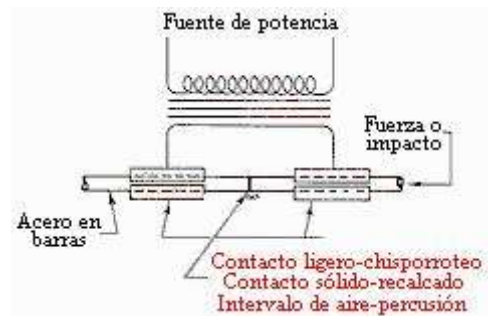 Fuente de potencia
Fuerza o
impacto
Acero en
barras
Contacto ligero-chisporroteo
Contacto sólido-recalcado
Intervalo de aire-percusión